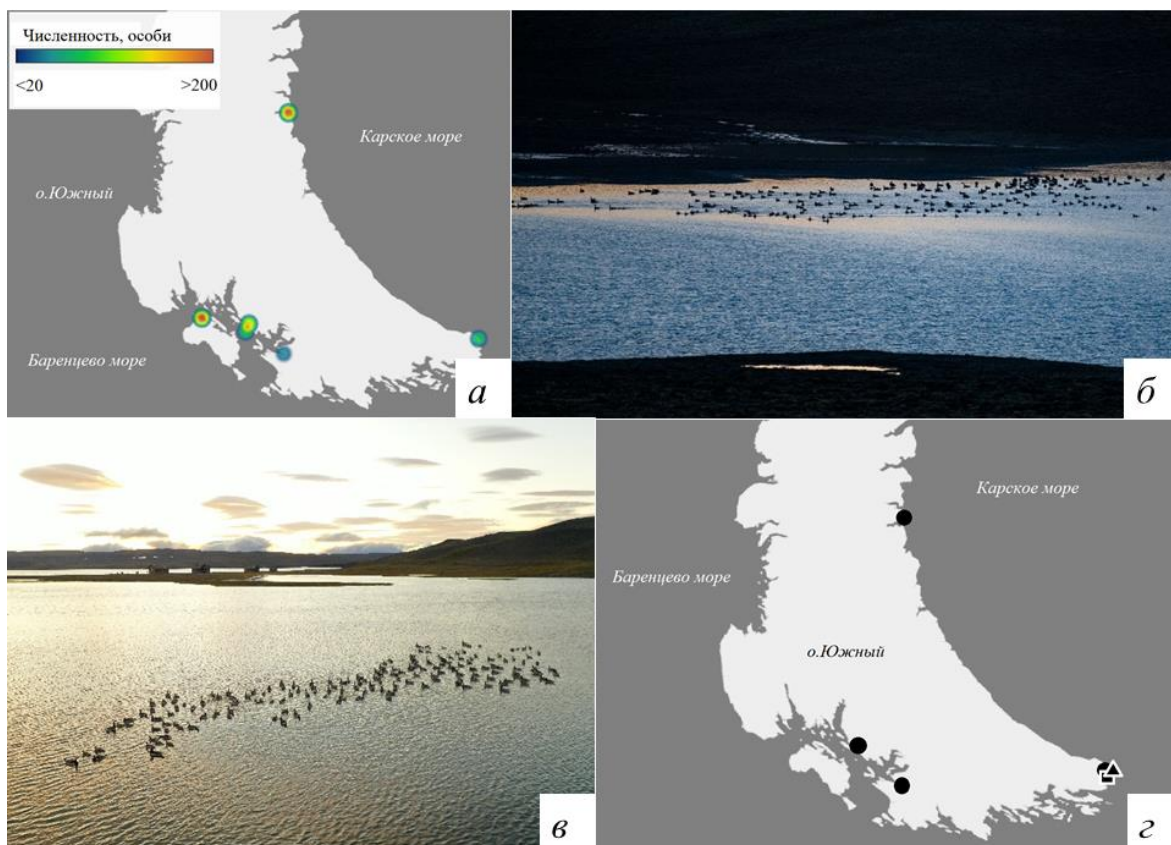 Численность, особи
<20 >200
Карское море
о.Южный
Баренцево море
а
б
в
Карское море
Баренцево море
о.Южный
г